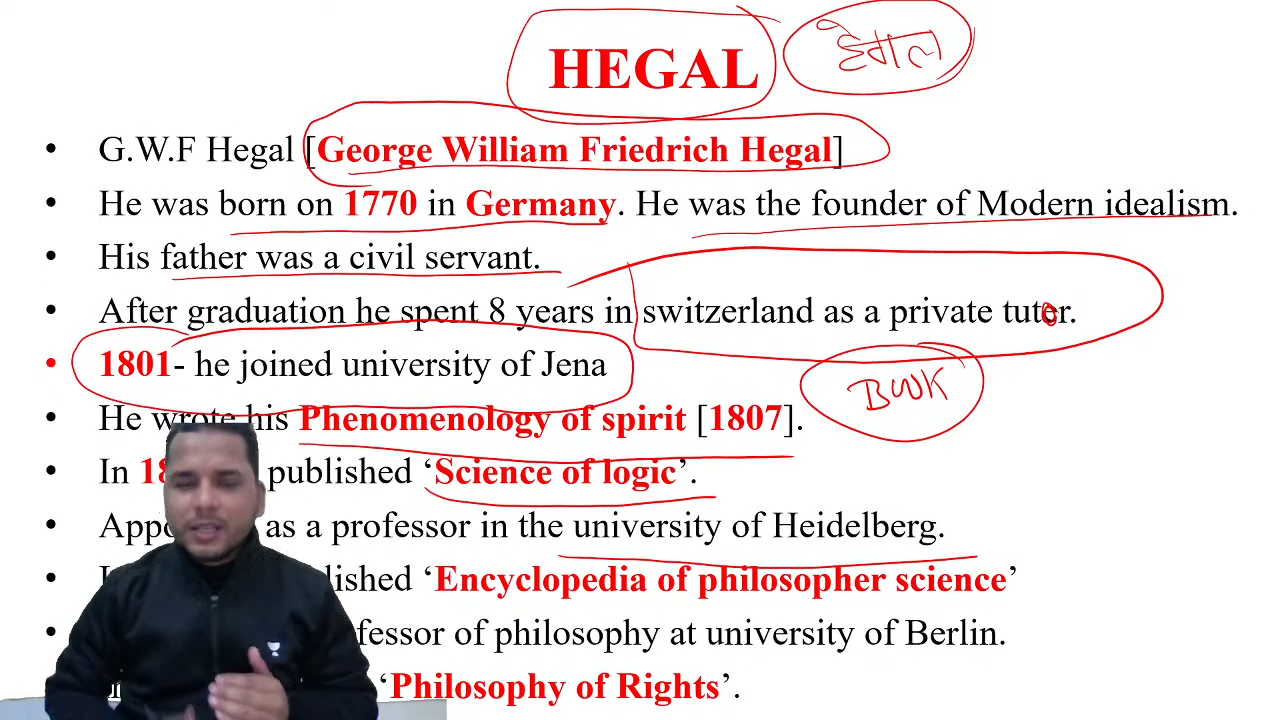 HEGAL हेगल
G.W.F Hegal [George William Friedrich Hegal]
He was born on 1770 in Germany. He was the founder of Modern idealism.
His father was a civil servant.
After graduation he spent 8 years in switzerland as a private tutor.
1801- he joined university of Jena
BOOK
He wrote his Phenomenology of spirit [1807].
In published ‘Science of logic’.
as a professor in the university of Heidelberg.
‘Encyclopedia of philosopher science’
of philosophy at university of Berlin.
‘Philosophy of Rights’.